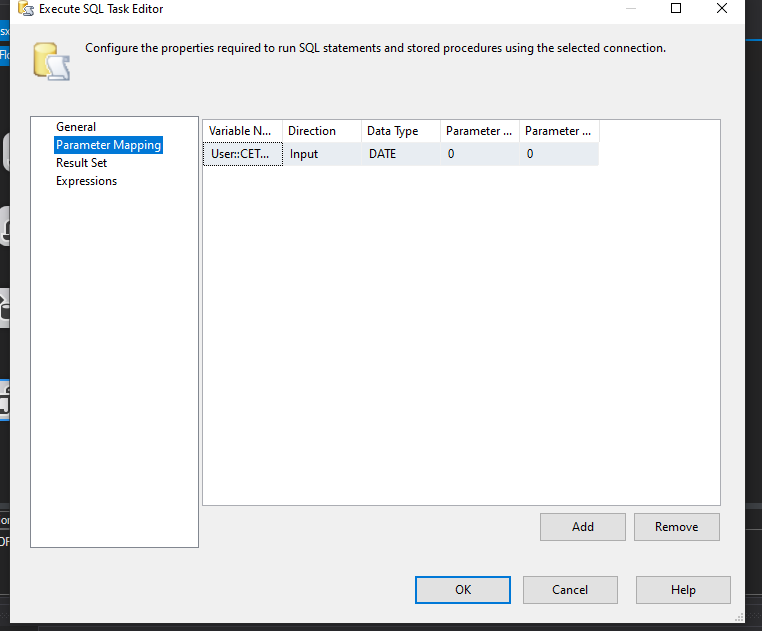 Execute SQL Task Editor
Configure the properties required to run SQL statements and stored procedures using the selected connection.
General
Parameter Mapping
Result Set
Expressions
Variable N... Direction Data Type Parameter ... Parameter ...
User::CET... Input DATE 0 0
Add Remove
OK Cancel Help